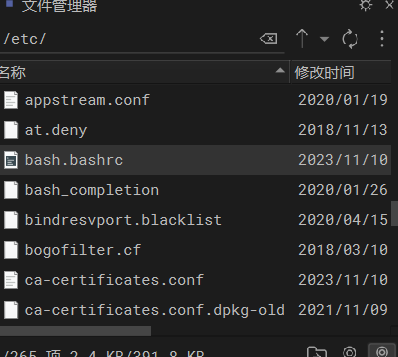 文件管理器
/etc/
名称 修改时间
appstream.conf 2020/01/19
at.deny 2018/11/13
bash.bashrc 2023/11/10
bash_completion 2020/01/26
bindresvport.blacklist 2020/04/15
bogofilter.cf 2018/03/10
ca-certificates.conf 2023/11/10
ca-certificates.conf.dpkg-old 2021/11/09
/265 项 2.4 KB/391.8 KB